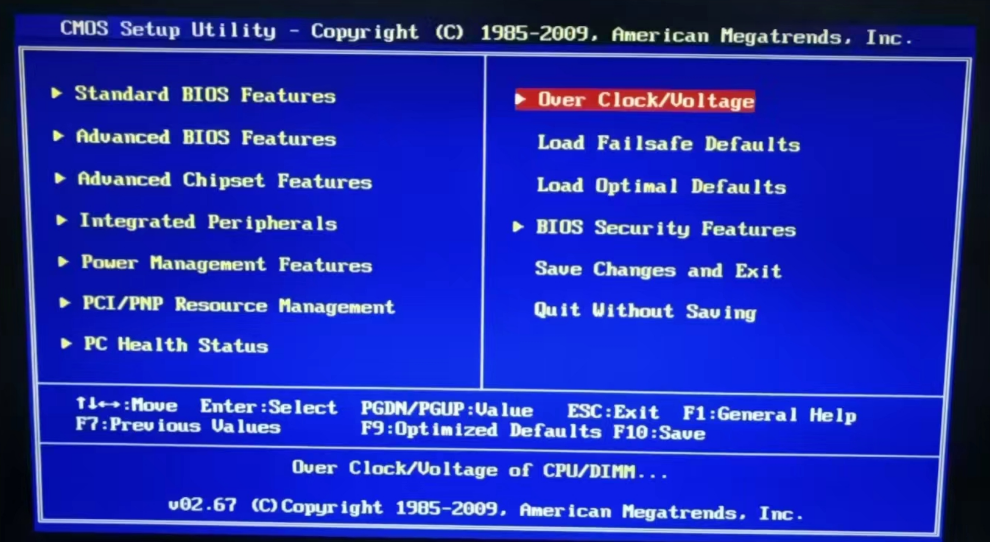 CMOS Setup Utility - Copyright (C) 1985-2009, American Megatrends, Inc.
Standard BIOS Features
Advanced BIOS Features
Advanced Chipset Features
Integrated Peripherals
Power Management Features
PCI/PNP Resource Management
PC Health Status
Over Clock/Voltage
Load Failsafe Defaults
Load Optimal Defaults
BIOS Security Features
Save Changes and Exit
Quit Without Saving
↑↓←→:Move Enter:Select PGDN/PGUP:Value ESC:Exit F1:General Help
F7:Previous Values F9:Optimized Defaults F10:Save
Over Clock/Voltage of CPU/DIMM...
v02.67 (C)Copyright 1985-2009, American Megatrends, Inc.